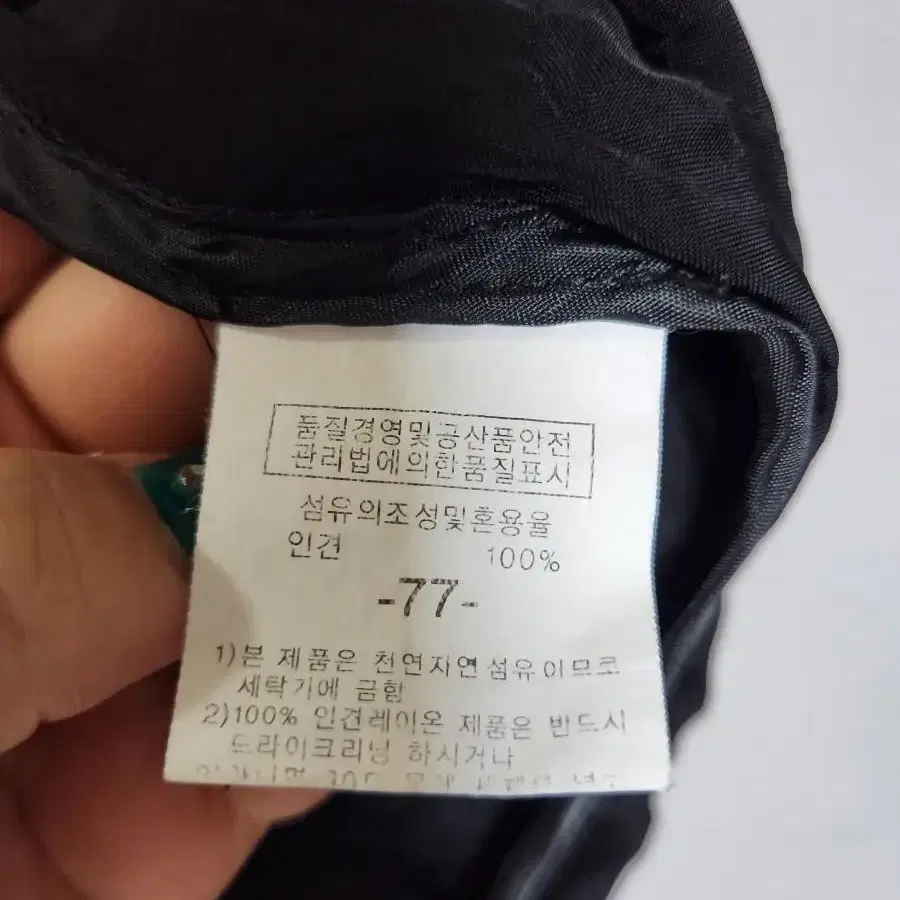 품질경영및공산품안전
관리법에의한품질표시
섬유의조성및혼용율
인견 100%
-77-
1)본 제품은 천연자연섬유이므로
세탁기에 금함
2)100% 인견레이온 제품은 반드시
드라이크리닝 하시거나